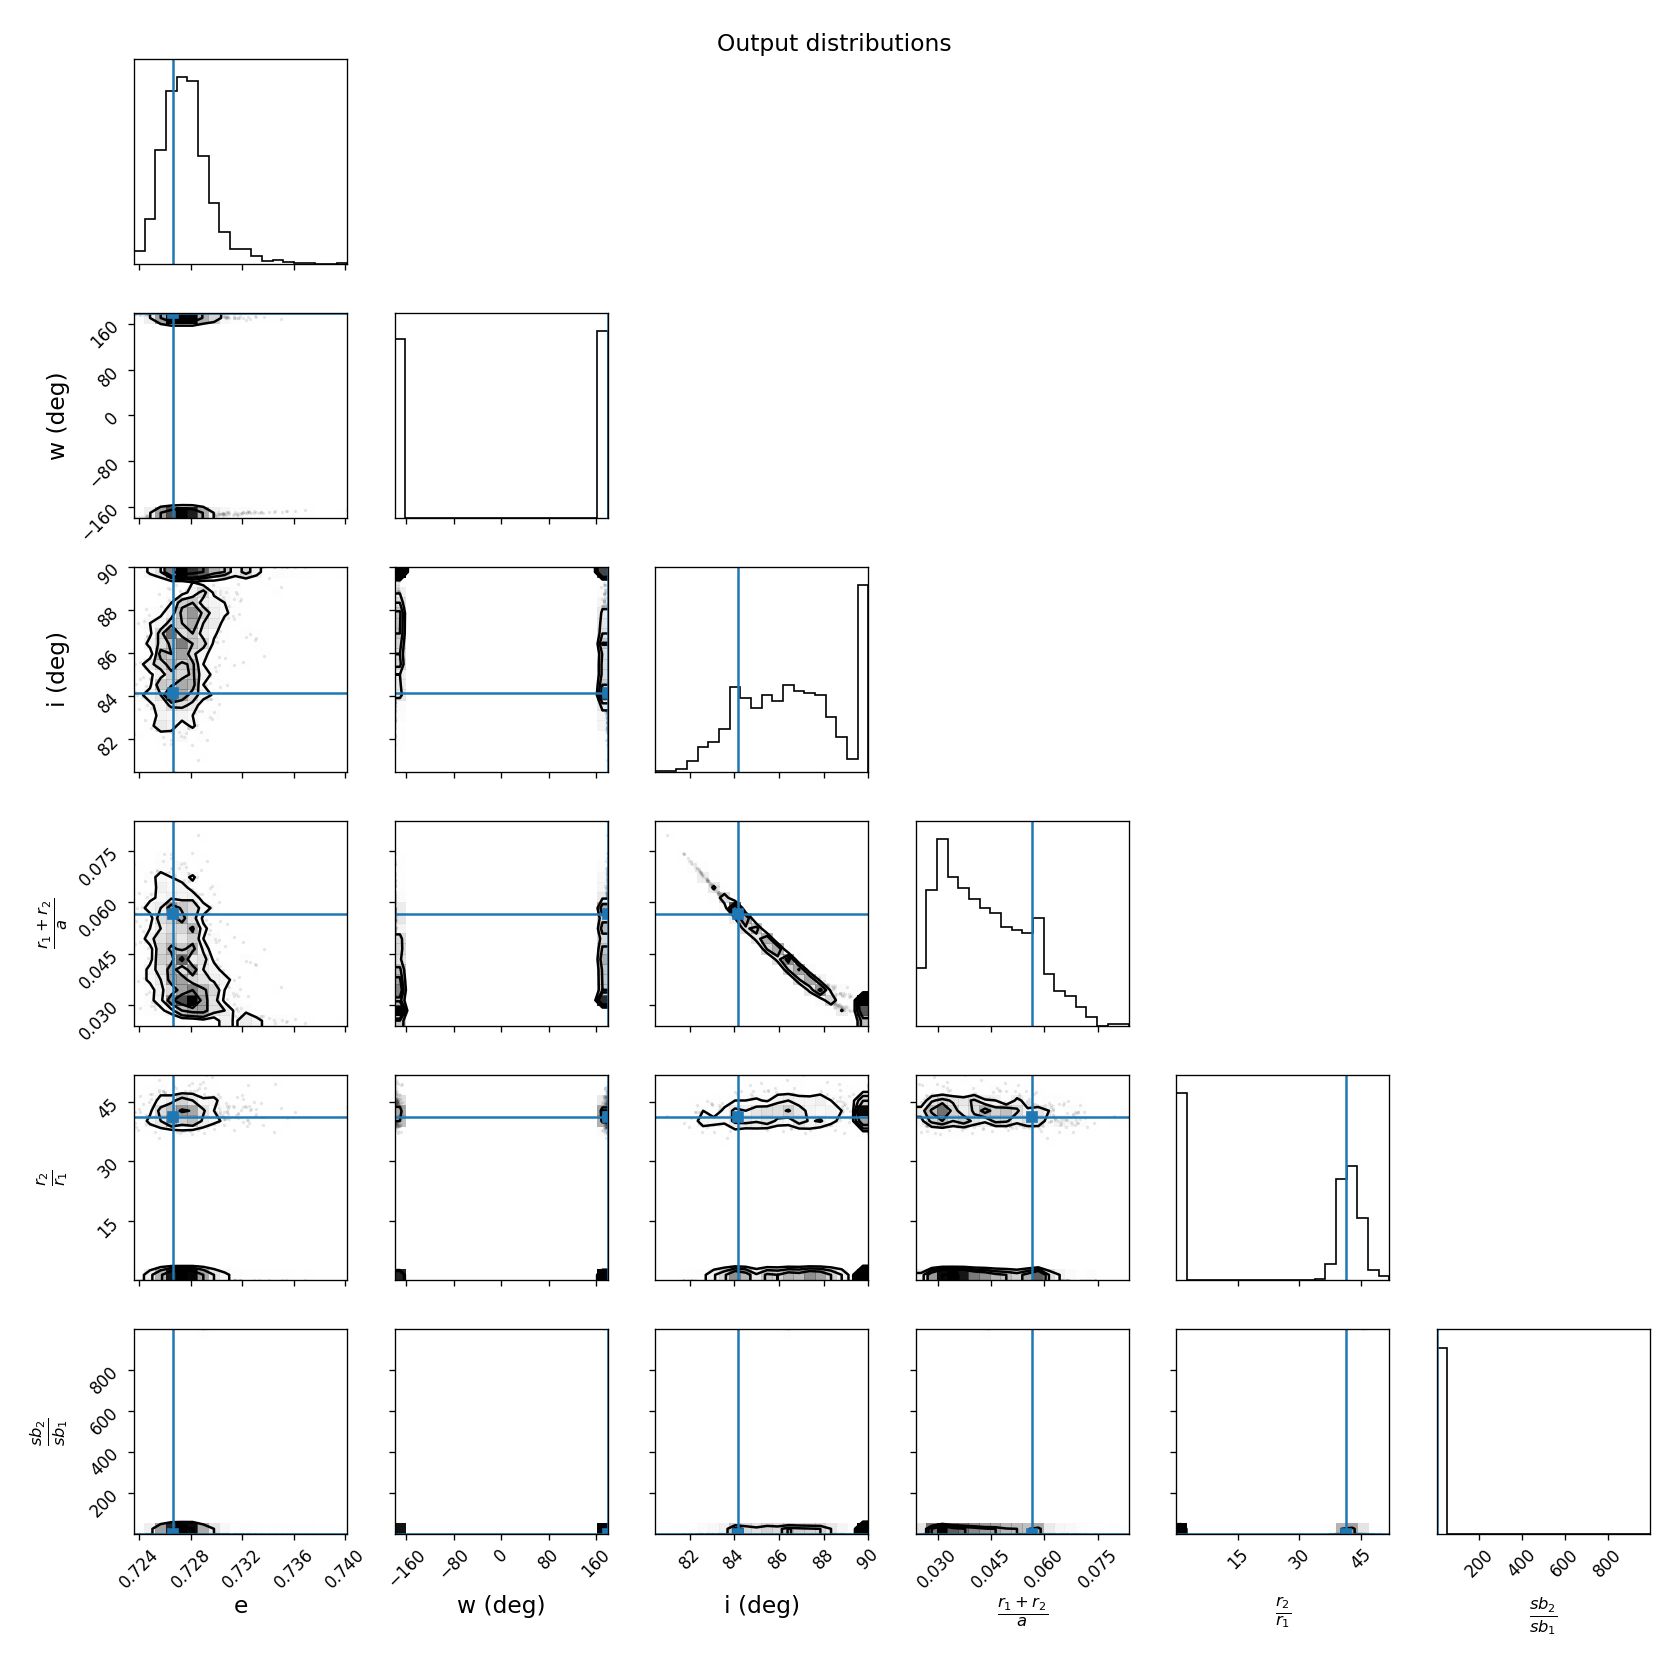 Output distributions
w (deg)
160
80
0
−80
−160
i (deg)
90
88
86
84
82
r₁ + r₂
a
0.075
0.060
0.045
0.030
r₂
r₁
45
30
15
sb₂
sb₁
800
600
400
200
0.724 0.728 0.732 0.736 0.740
−160 −80 0 80 160
82 84 86 88 90
0.030 0.045 0.060 0.075
15 30 45
200 400 600 800
e
w (deg)
i (deg)
r₁ + r₂
a
r₂
r₁
sb₂
sb₁